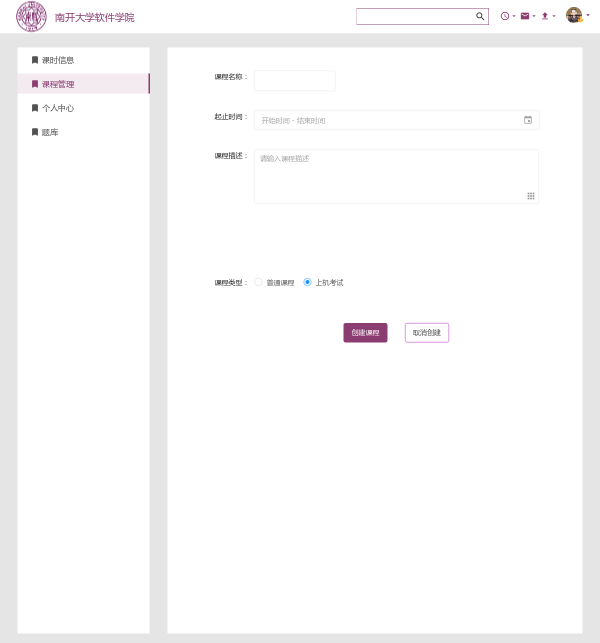 南开大学软件学院
课时信息
课程管理
个人中心
题库
课程名称：
起止时间：
开始时间 - 结束时间
课程描述：
请输入课程描述
课程类型：
普通课程
上机考试
创建课程
取消创建